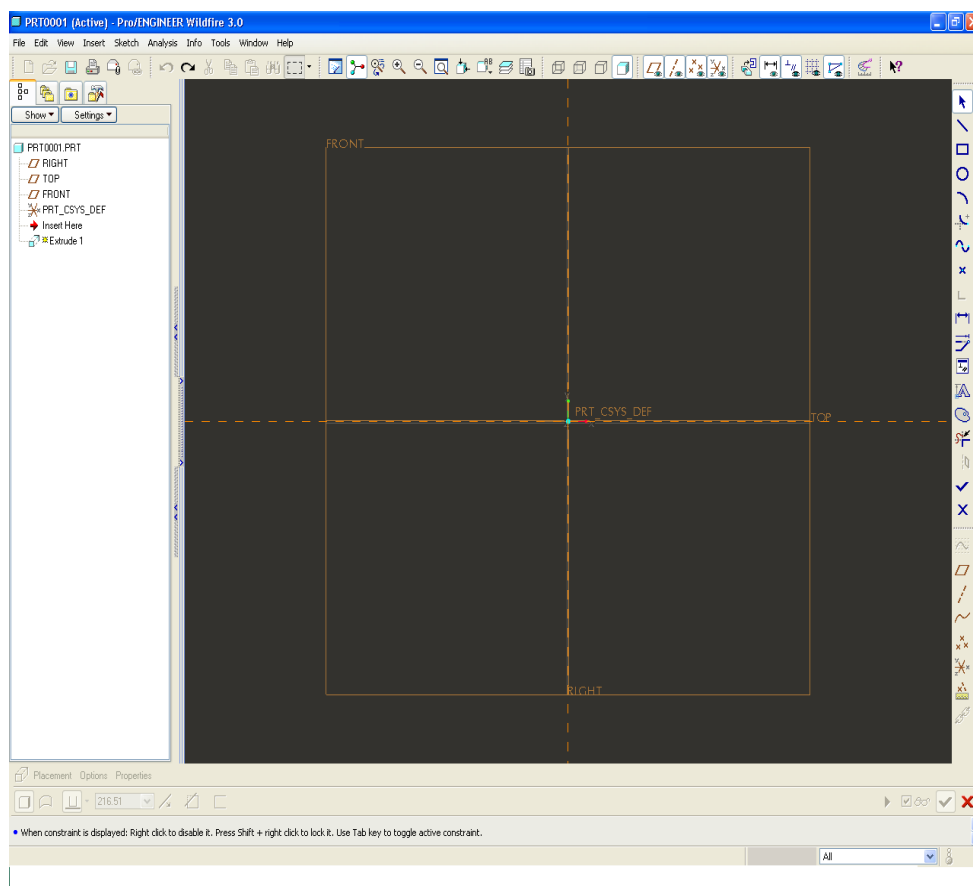 PRT0001 (Active) - Pro/ENGINEER Wildfire 3.0
File Edit View Insert Sketch Analysis Info Tools Window Help
Show Settings
PRT0001.PRT
RIGHT
TOP
FRONT
PRT_CSYS_DEF
Insert Here
Extrude 1
FRONT
PRT_CSYS_DEF
TOP
RIGHT
Placement Options Properties
216.51
• When constraint is displayed: Right click to disable it. Press Shift + right click to lock it. Use Tab key to toggle active constraint.
All